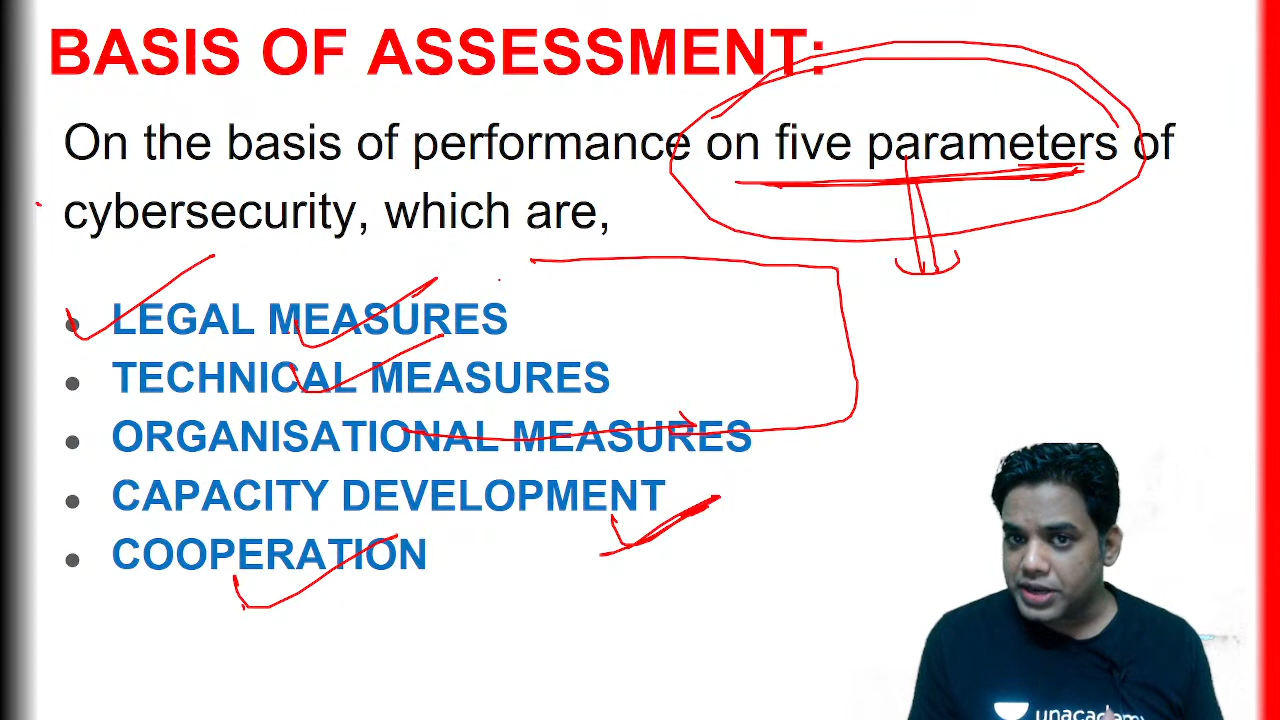 BASIS OF ASSESSMENT:
On the basis of performance on five parameters of
cybersecurity, which are,
• LEGAL MEASURES
• TECHNICAL MEASURES
• ORGANISATIONAL MEASURES
• CAPACITY DEVELOPMENT
• COOPERATION
unacademy